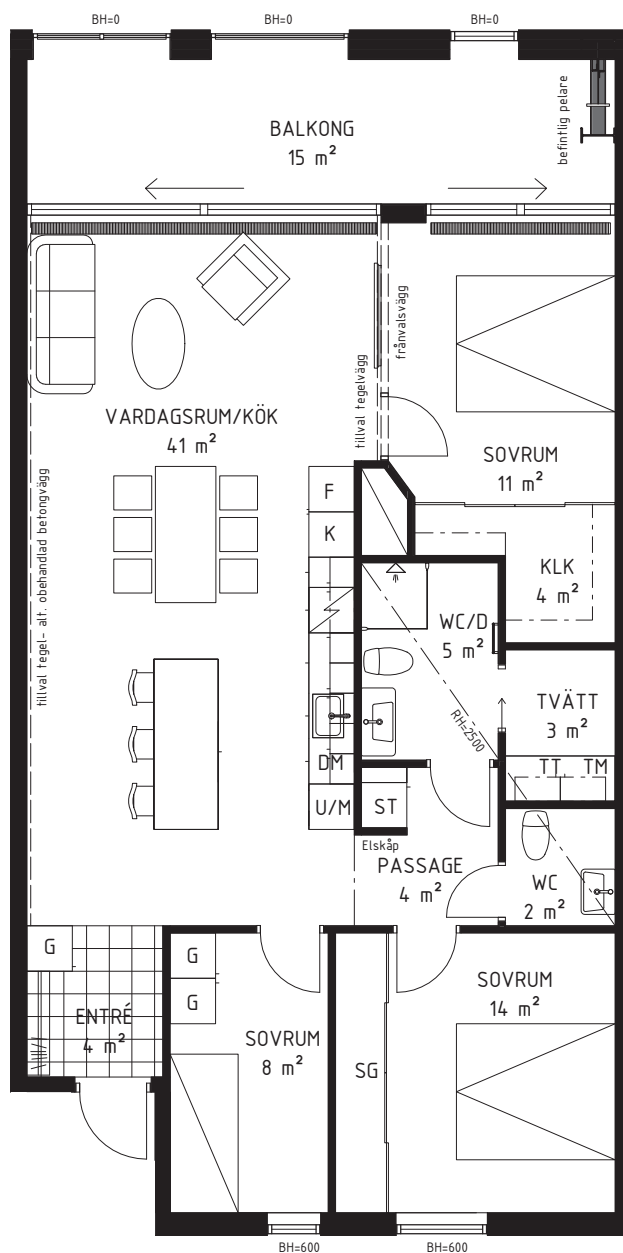 BH=0
BH=0
BH=0
BALKONG
15 m²
befintlig pelare
tillval tegelvägg
frånvalsvägg
VARDAGSRUM/KÖK
41 m²
SOVRUM
11 m²
F
K
KLK
4 m²
tillval tegel- alt. obehandlad betongvägg
WC/D
5 m²
RH=2500
TVÄTT
3 m²
DM
TT
TM
U/M
ST
Elskåp
PASSAGE
4 m²
WC
2 m²
G
G
G
ENTRÉ
4 m²
SOVRUM
8 m²
SG
SOVRUM
14 m²
BH=600
BH=600